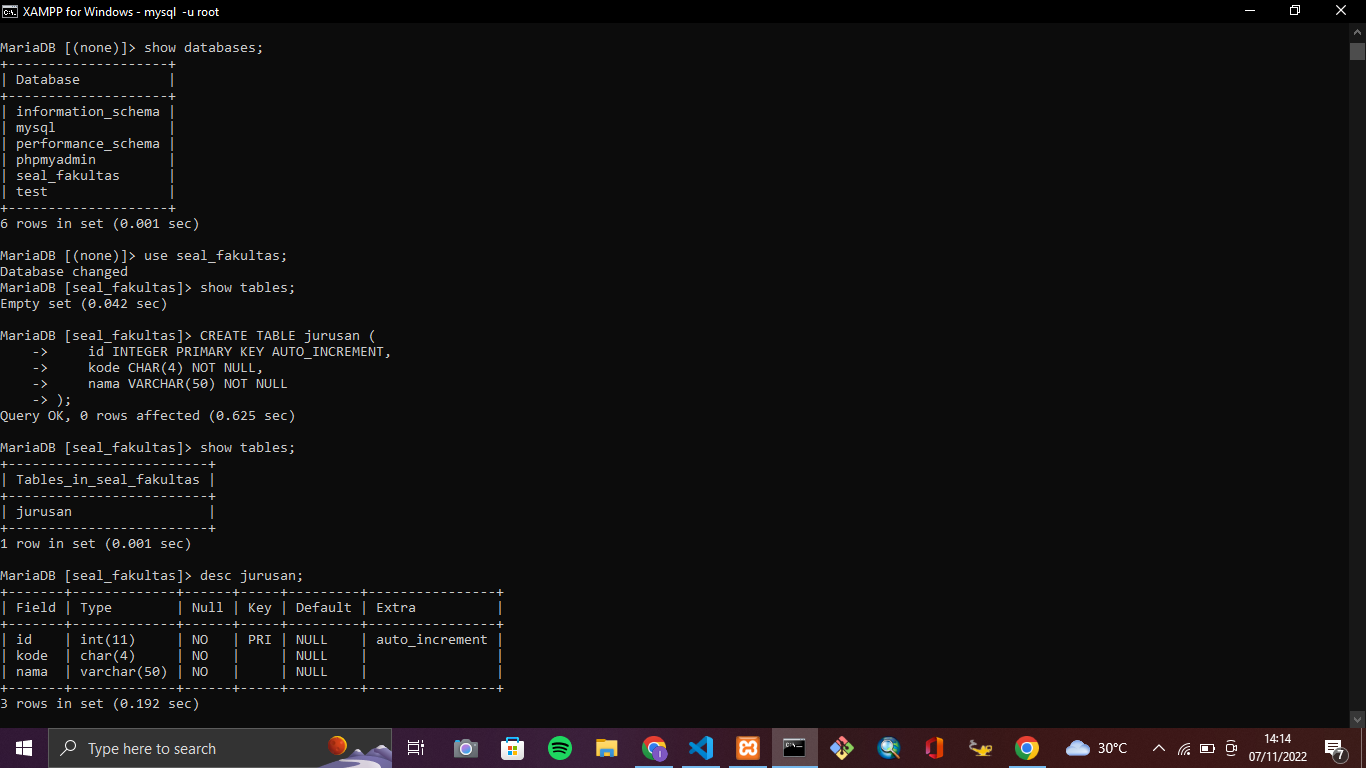 XAMPP for Windows - mysql  -u root
MariaDB [(none)]> show databases;
+--------------------+
| Database           |
+--------------------+
| information_schema |
| mysql              |
| performance_schema |
| phpmyadmin         |
| seal_fakultas      |
| test               |
+--------------------+
6 rows in set (0.001 sec)
MariaDB [(none)]> use seal_fakultas;
Database changed
MariaDB [seal_fakultas]> show tables;
Empty set (0.042 sec)
MariaDB [seal_fakultas]> CREATE TABLE jurusan (
    ->     id INTEGER PRIMARY KEY AUTO_INCREMENT,
    ->     kode CHAR(4) NOT NULL,
    ->     nama VARCHAR(50) NOT NULL
    -> );
Query OK, 0 rows affected (0.625 sec)
MariaDB [seal_fakultas]> show tables;
+-------------------------+
| Tables_in_seal_fakultas |
+-------------------------+
| jurusan                 |
+-------------------------+
1 row in set (0.001 sec)
MariaDB [seal_fakultas]> desc jurusan;
+-------+-------------+------+-----+---------+----------------+
| Field | Type        | Null | Key | Default | Extra          |
+-------+-------------+------+-----+---------+----------------+
| id    | int(11)     | NO   | PRI | NULL    | auto_increment |
| kode  | char(4)     | NO   |     | NULL    |                |
| nama  | varchar(50) | NO   |     | NULL    |                |
+-------+-------------+------+-----+---------+----------------+
3 rows in set (0.192 sec)
Type here to search
30°C
14:14
07/11/2022
7